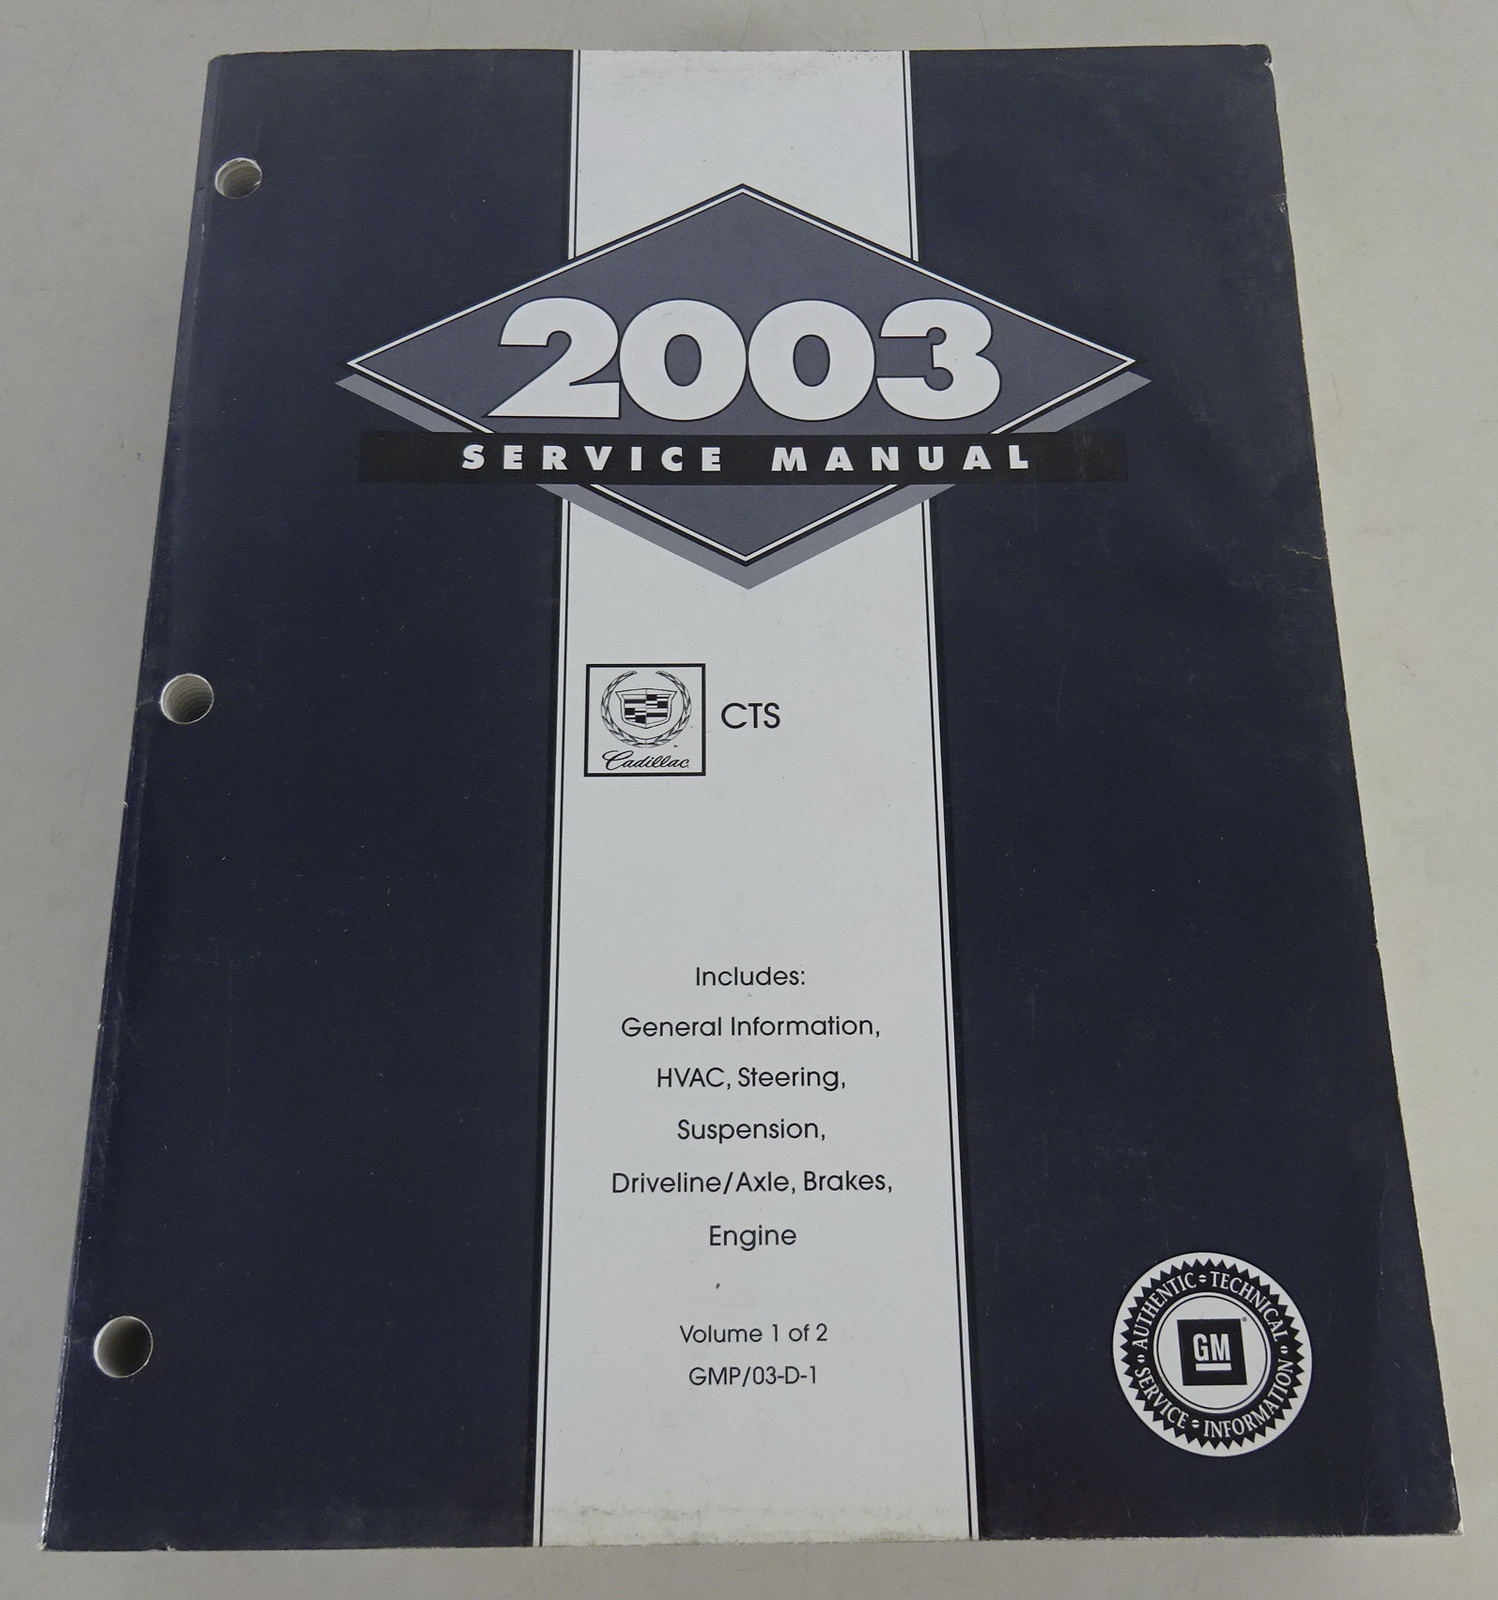 2003
SERVICE MANUAL
Cadillac
CTS
Includes:
General Information,
HVAC, Steering,
Suspension,
Driveline/Axle, Brakes,
Engine
Volume 1 of 2
GMP/03-D-1
AUTHENTIC • TECHNICAL • SERVICE • INFORMATION
GM